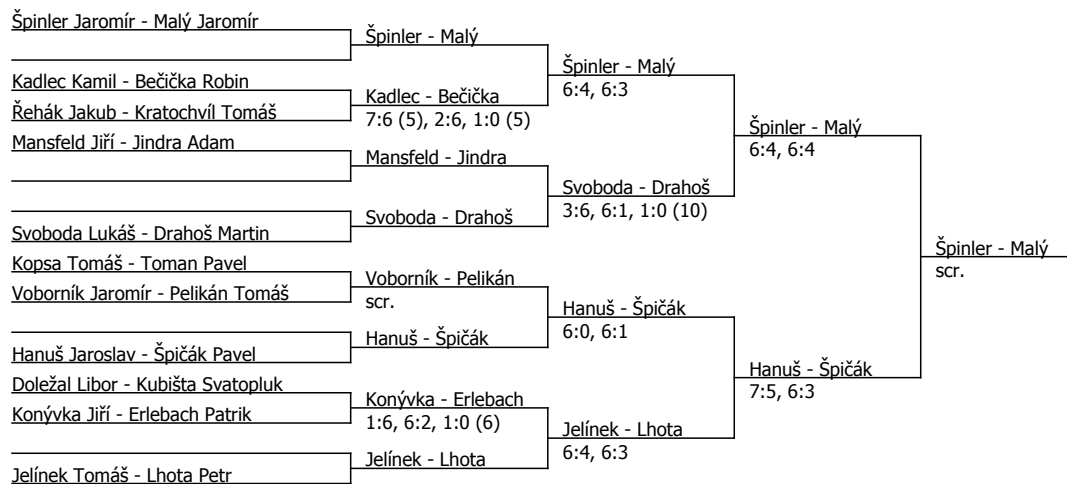 Špinler Jaromír - Malý Jaromír
Kadlec Kamil - Bečička Robin
Řehák Jakub - Kratochvíl Tomáš
Mansfeld Jiří - Jindra Adam
Svoboda Lukáš - Drahoš Martin
Kopsa Tomáš - Toman Pavel
Voborník Jaromír - Pelikán Tomáš
Hanuš Jaroslav - Špičák Pavel
Doležal Libor - Kubišta Svatopluk
Konývka Jiří - Erlebach Patrik
Jelínek Tomáš - Lhota Petr
Špinler - Malý
Kadlec - Bečička
7:6 (5), 2:6, 1:0 (5)
Mansfeld - Jindra
Svoboda - Drahoš
Voborník - Pelikán
scr.
Hanuš - Špičák
Konývka - Erlebach
1:6, 6:2, 1:0 (6)
Jelínek - Lhota
Špinler - Malý
6:4, 6:3
Svoboda - Drahoš
3:6, 6:1, 1:0 (10)
Hanuš - Špičák
6:0, 6:1
Jelínek - Lhota
6:4, 6:3
Špinler - Malý
6:4, 6:4
Hanuš - Špičák
7:5, 6:3
Špinler - Malý
scr.